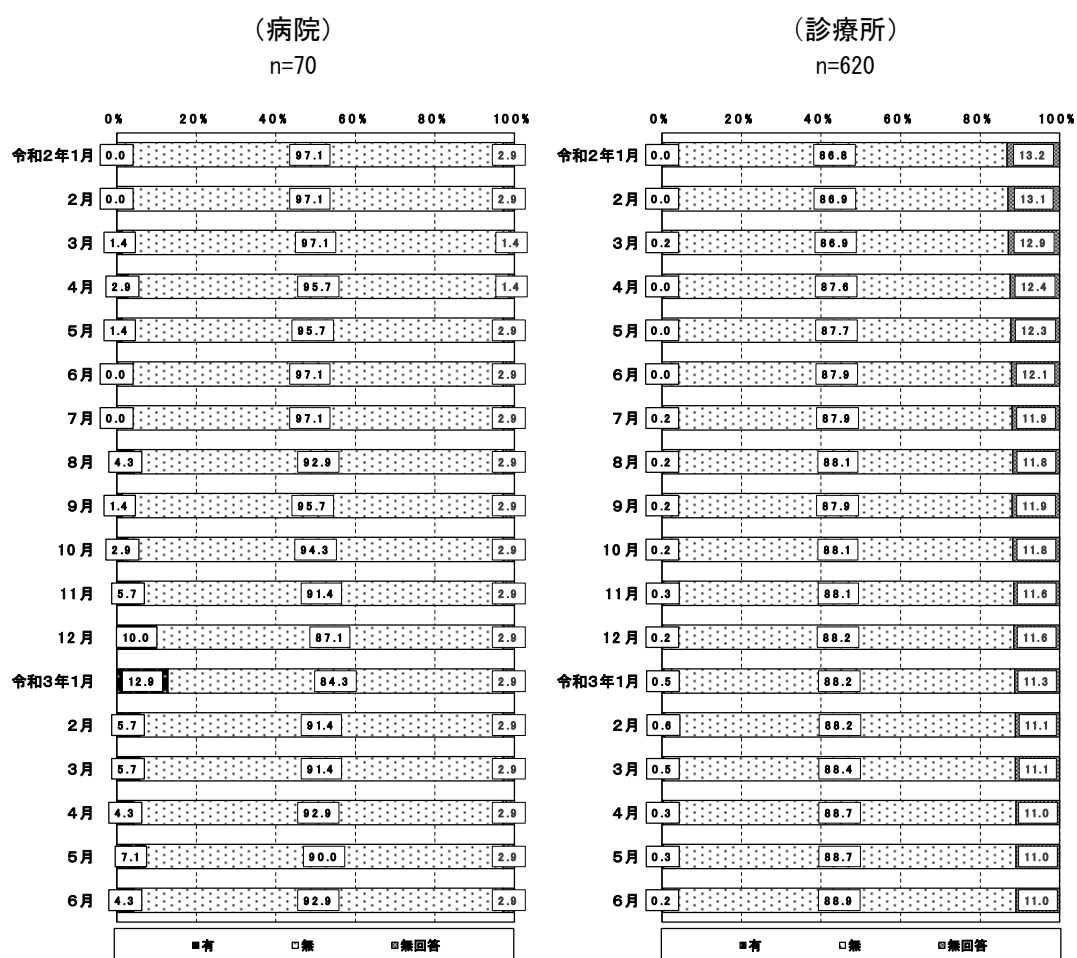 （病院）
n=70
0% 20% 40% 60% 80% 100%
令和2年1月 0.0 97.1 2.9
2月 0.0 97.1 2.9
3月 1.4 97.1 1.4
4月 2.9 95.7 1.4
5月 1.4 95.7 2.9
6月 0.0 97.1 2.9
7月 0.0 97.1 2.9
8月 4.3 92.9 2.9
9月 1.4 95.7 2.9
10月 2.9 94.3 2.9
11月 5.7 91.4 2.9
12月 10.0 87.1 2.9
令和3年1月 12.9 84.3 2.9
2月 5.7 91.4 2.9
3月 5.7 91.4 2.9
4月 4.3 92.9 2.9
5月 7.1 90.0 2.9
6月 4.3 92.9 2.9
■有 □無 無回答
（診療所）
n=620
0% 20% 40% 60% 80% 100%
令和2年1月 0.0 86.8 13.2
2月 0.0 86.9 13.1
3月 0.2 86.9 12.9
4月 0.0 87.6 12.4
5月 0.0 87.7 12.3
6月 0.0 87.9 12.1
7月 0.2 87.9 11.9
8月 0.2 88.1 11.8
9月 0.2 87.9 11.9
10月 0.2 88.1 11.8
11月 0.3 88.1 11.6
12月 0.2 88.2 11.6
令和3年1月 0.5 88.2 11.3
2月 0.6 88.2 11.1
3月 0.5 88.4 11.1
4月 0.3 88.7 11.0
5月 0.3 88.7 11.0
6月 0.2 88.9 11.0
■有 □無 無回答